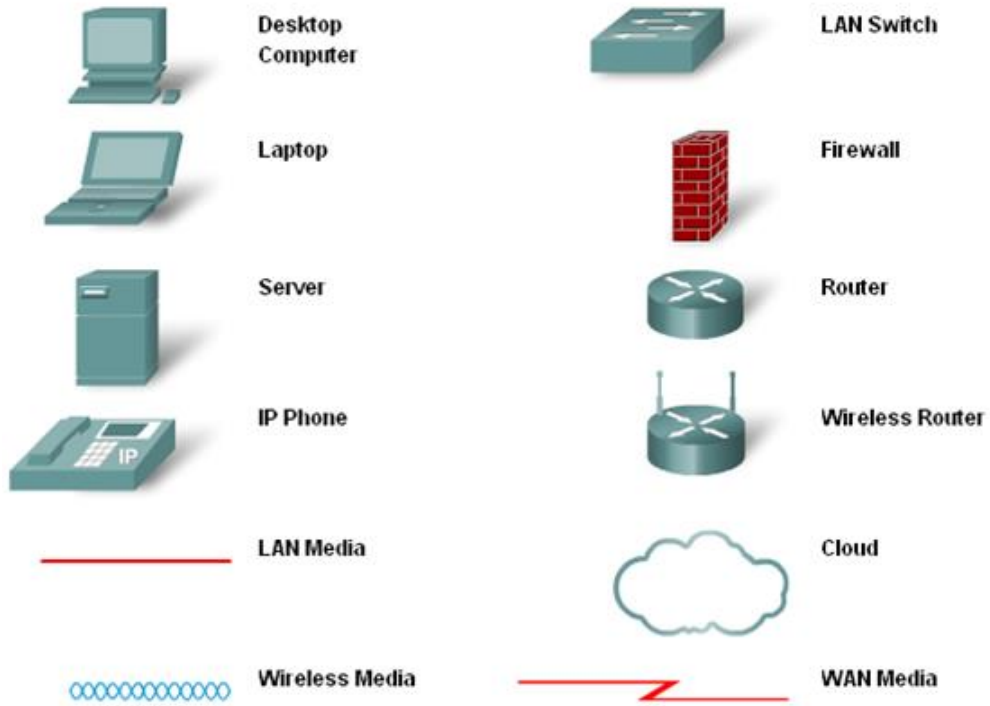 Desktop
Computer
LAN Switch
Laptop
Firewall
Server
Router
IP Phone
IP
Wireless Router
LAN Media
Cloud
Wireless Media
WAN Media